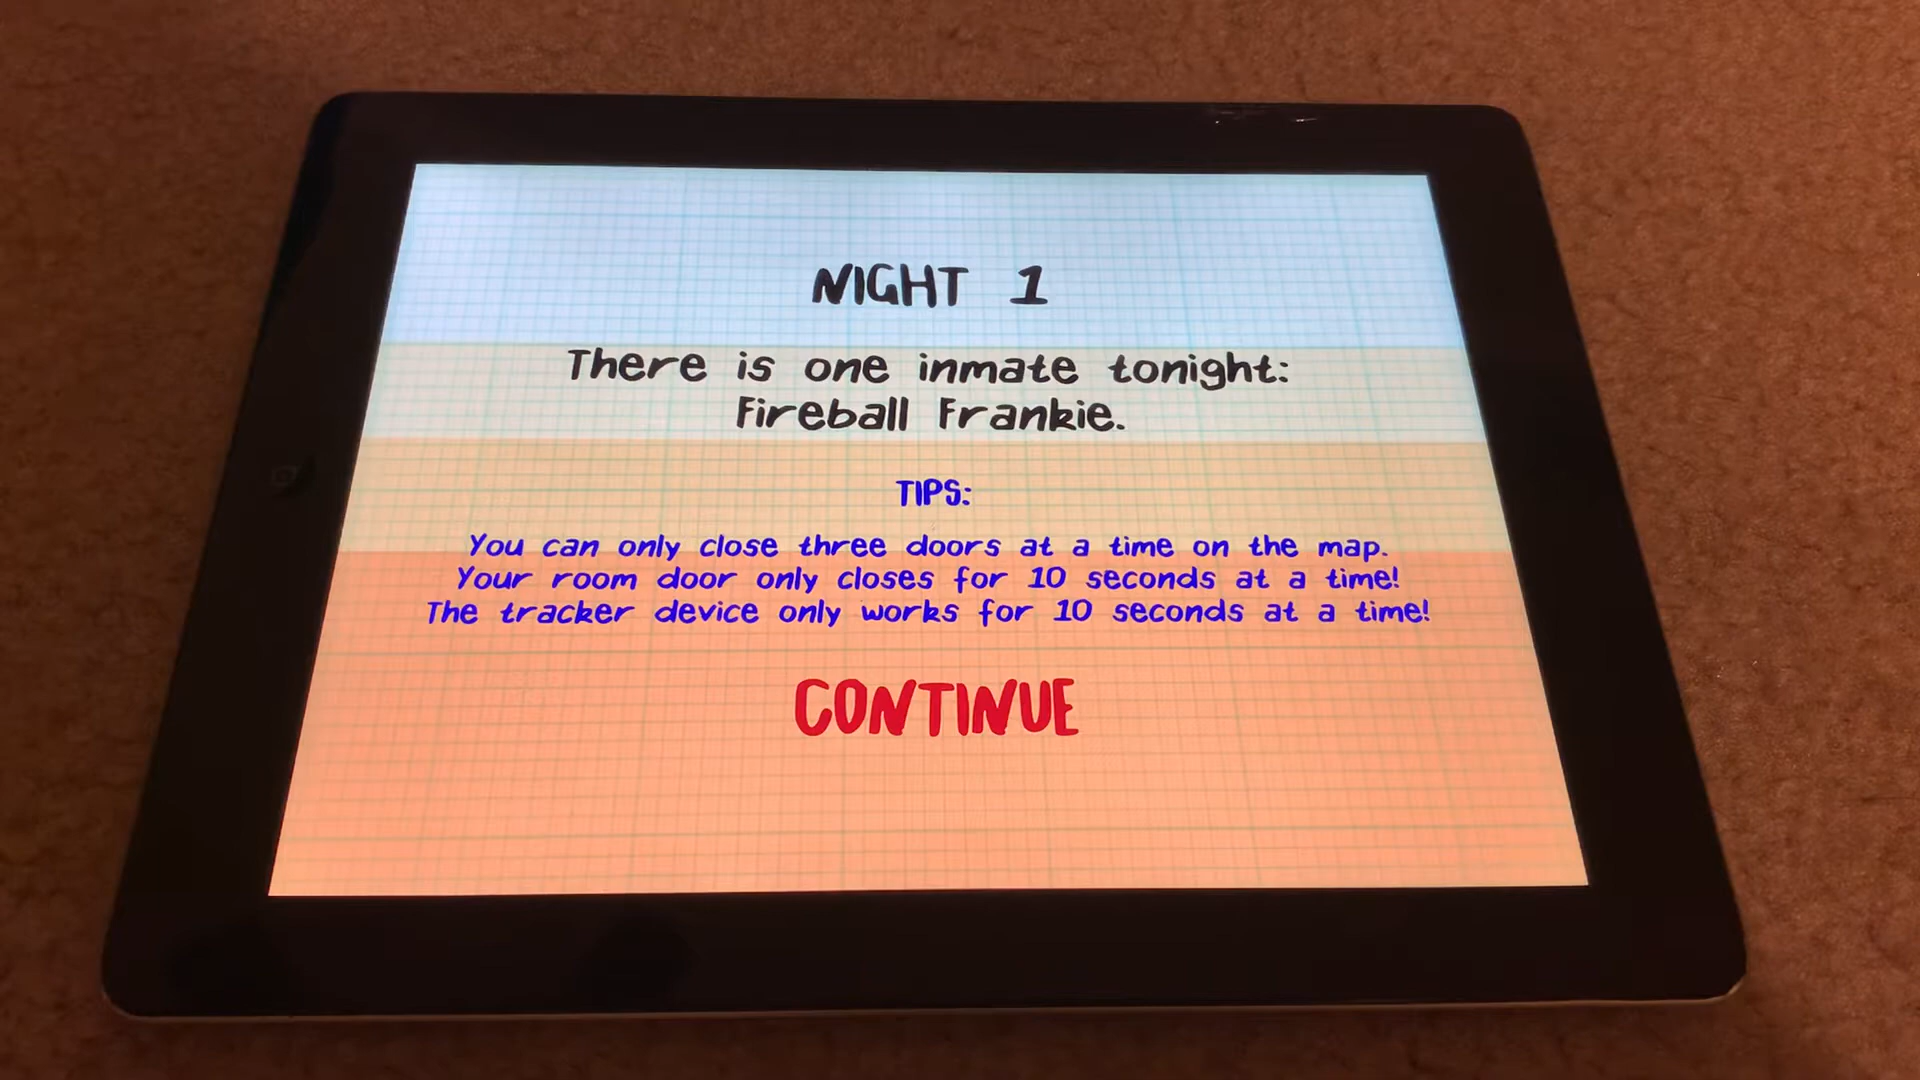 NIGHT 1
There is one inmate tonight:
Fireball Frankie.
TIPS:
You can only close three doors at a time on the map.
Your room door only closes for 10 seconds at a time!
The tracker device only works for 10 seconds at a time!
CONTINUE